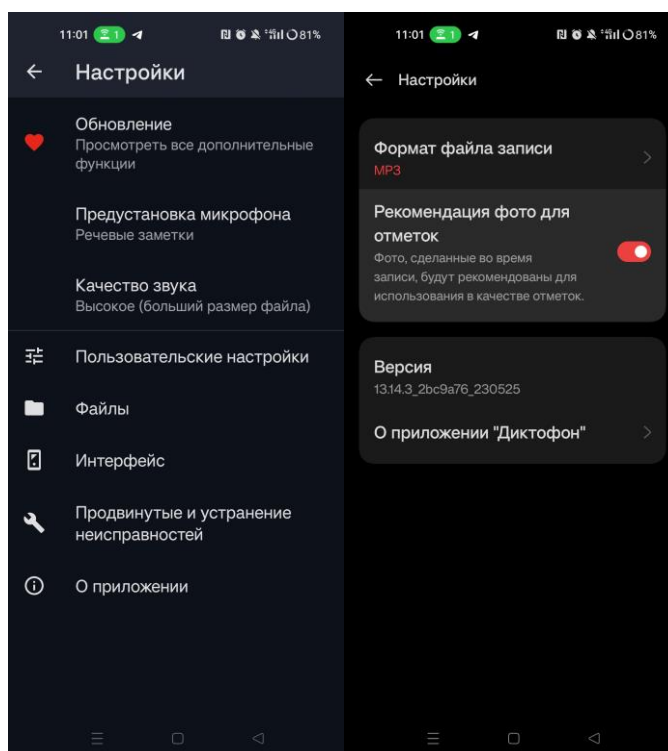 11:01 1 81%
Настройки
Обновление
Просмотреть все дополнительные
функции
Предустановка микрофона
Речевые заметки
Качество звука
Высокое (больший размер файла)
Пользовательские настройки
Файлы
Интерфейс
Продвинутые и устранение
неисправностей
О приложении
11:01 1 81%
Настройки
Формат файла записи
MP3
Рекомендация фото для
отметок
Фото, сделанные во время
записи, будут рекомендованы для
использования в качестве отметок.
Версия
13.14.3_2bc9a76_230525
О приложении "Диктофон"